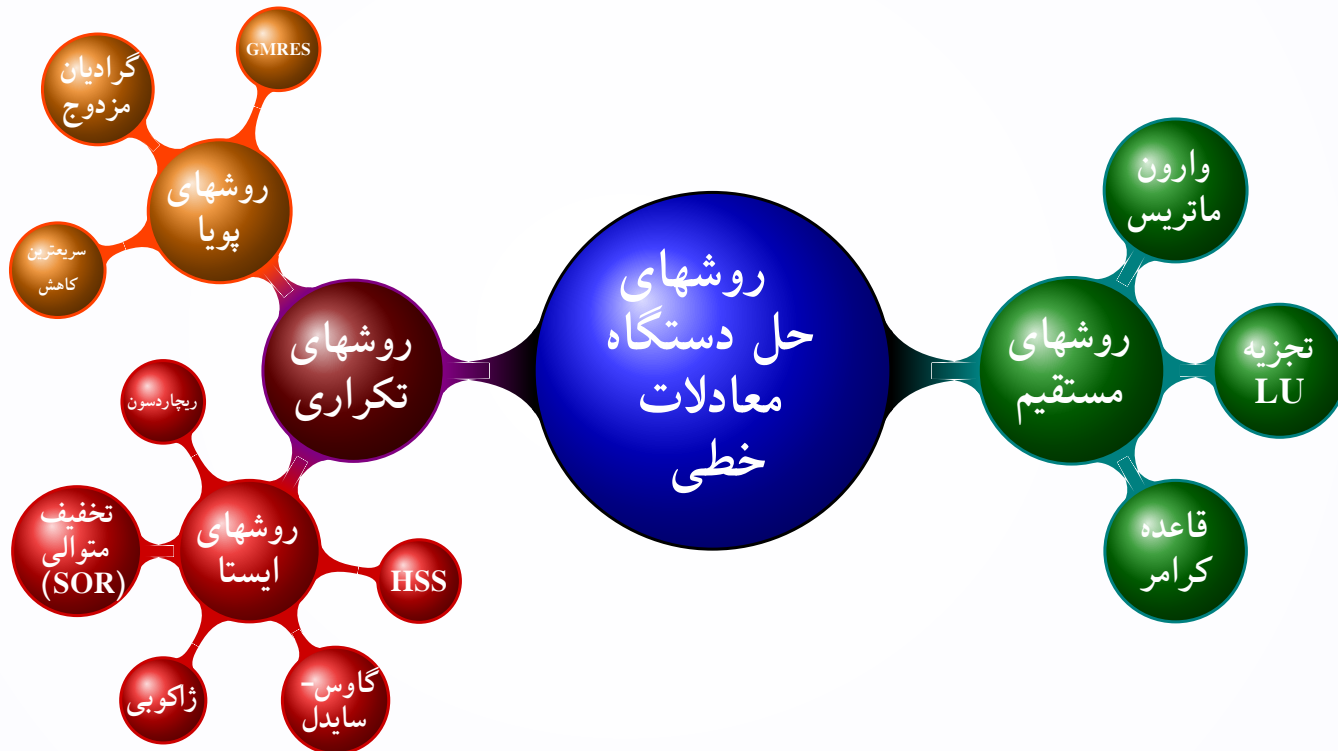 روشهای
حل دستگاه
معادلات
خطی
روشهای
مستقیم
وارون
ماتریس
تجزیه
LU
قاعده
کرامر
روشهای
تکراری
روشهای
پویا
GMRES
گرادیان
مزدوج
سریعترین
کاهش
روشهای
ایستا
ریچاردسون
تخفیف
متوالی
(SOR)
ژاکوبی
گاوس-
سایدل
HSS